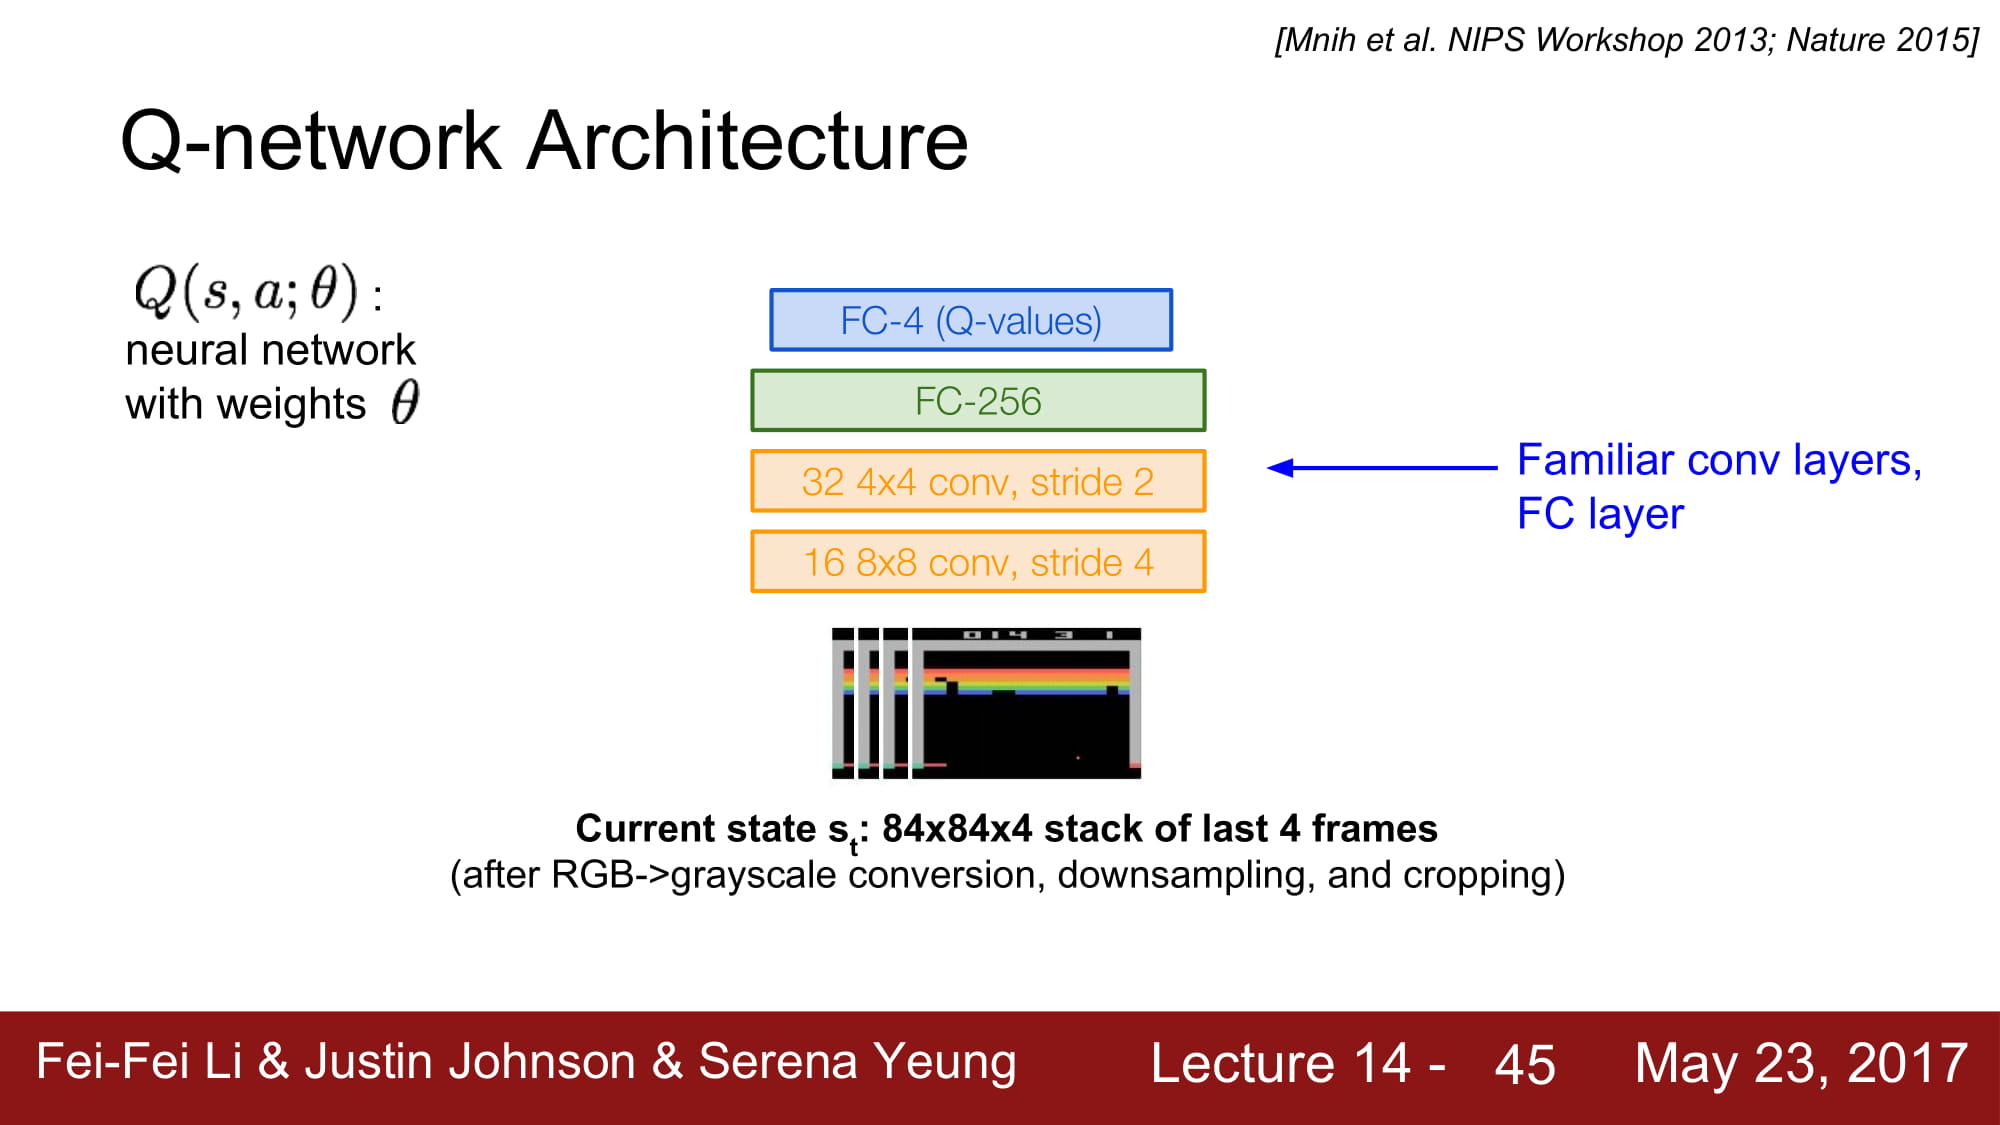 [Mnih et al. NIPS Workshop 2013; Nature 2015]
Q-network Architecture
Q(s, a; θ) :
neural network
with weights θ
FC-4 (Q-values)
FC-256
32 4x4 conv, stride 2
16 8x8 conv, stride 4
Familiar conv layers,
FC layer
014 3 1
Current state s_t: 84x84x4 stack of last 4 frames
(after RGB->grayscale conversion, downsampling, and cropping)
Fei-Fei Li & Justin Johnson & Serena Yeung
Lecture 14 - 45
May 23, 2017